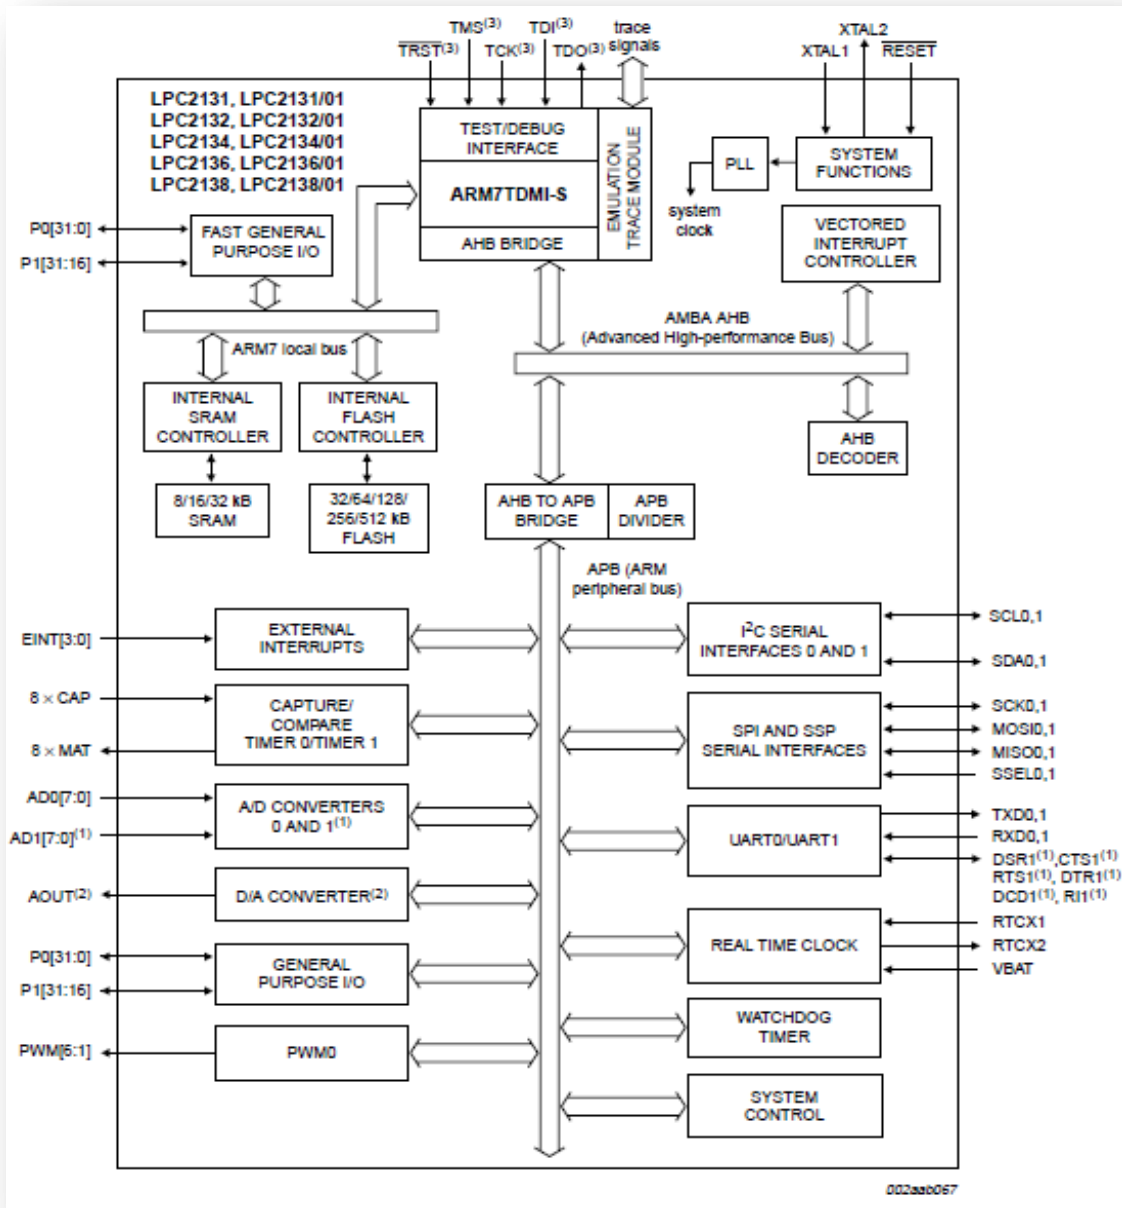 TMS(3)
TDI(3)
trace
signals
TRST(3)
TCK(3)
TDO(3)
XTAL2
XTAL1
RESET
LPC2131, LPC2131/01
LPC2132, LPC2132/01
LPC2134, LPC2134/01
LPC2136, LPC2136/01
LPC2138, LPC2138/01
TEST/DEBUG
INTERFACE
ARM7TDMI-S
AHB BRIDGE
EMULATION
TRACE MODULE
PLL
SYSTEM
FUNCTIONS
system
clock
VECTORED
INTERRUPT
CONTROLLER
P0[31:0]
P1[31:16]
FAST GENERAL
PURPOSE I/O
ARM7 local bus
AMBA AHB
(Advanced High-performance Bus)
INTERNAL
SRAM
CONTROLLER
INTERNAL
FLASH
CONTROLLER
AHB
DECODER
8/16/32 kB
SRAM
32/64/128/
256/512 kB
FLASH
AHB TO APB
BRIDGE
APB
DIVIDER
APB (ARM
peripheral bus)
EINT[3:0]
EXTERNAL
INTERRUPTS
I2C SERIAL
INTERFACES 0 AND 1
SCL0,1
SDA0,1
8 × CAP
8 × MAT
CAPTURE/
COMPARE
TIMER 0/TIMER 1
SPI AND SSP
SERIAL INTERFACES
SCK0,1
MOSI0,1
MISO0,1
SSEL0,1
AD0[7:0]
AD1[7:0](1)
A/D CONVERTERS
0 AND 1(1)
UART0/UART1
TXD0,1
RXD0,1
DSR1(1),CTS1(1)
RTS1(1), DTR1(1)
DCD1(1), RI1(1)
AOUT(2)
D/A CONVERTER(2)
P0[31:0]
P1[31:16]
GENERAL
PURPOSE I/O
REAL TIME CLOCK
RTCX1
RTCX2
VBAT
PWM[6:1]
PWM0
WATCHDOG
TIMER
SYSTEM
CONTROL
002aab067